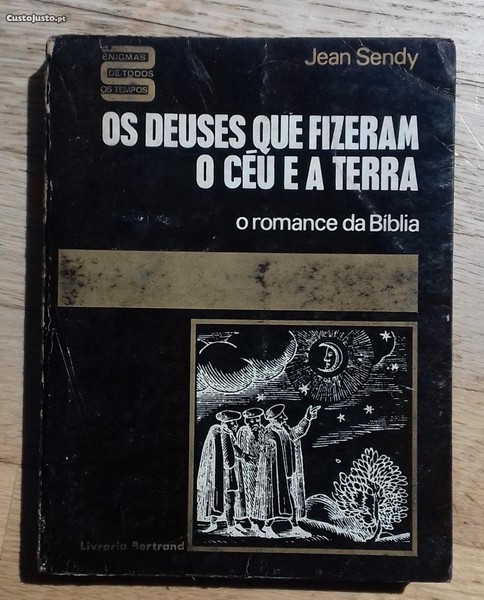 CustoJusto.pt
ENIGMAS
DE TODOS
OS TEMPOS
Jean Sendy
OS DEUSES QUE FIZERAM
O CÉU E A TERRA
o romance da Bíblia
Livraria Bertrand